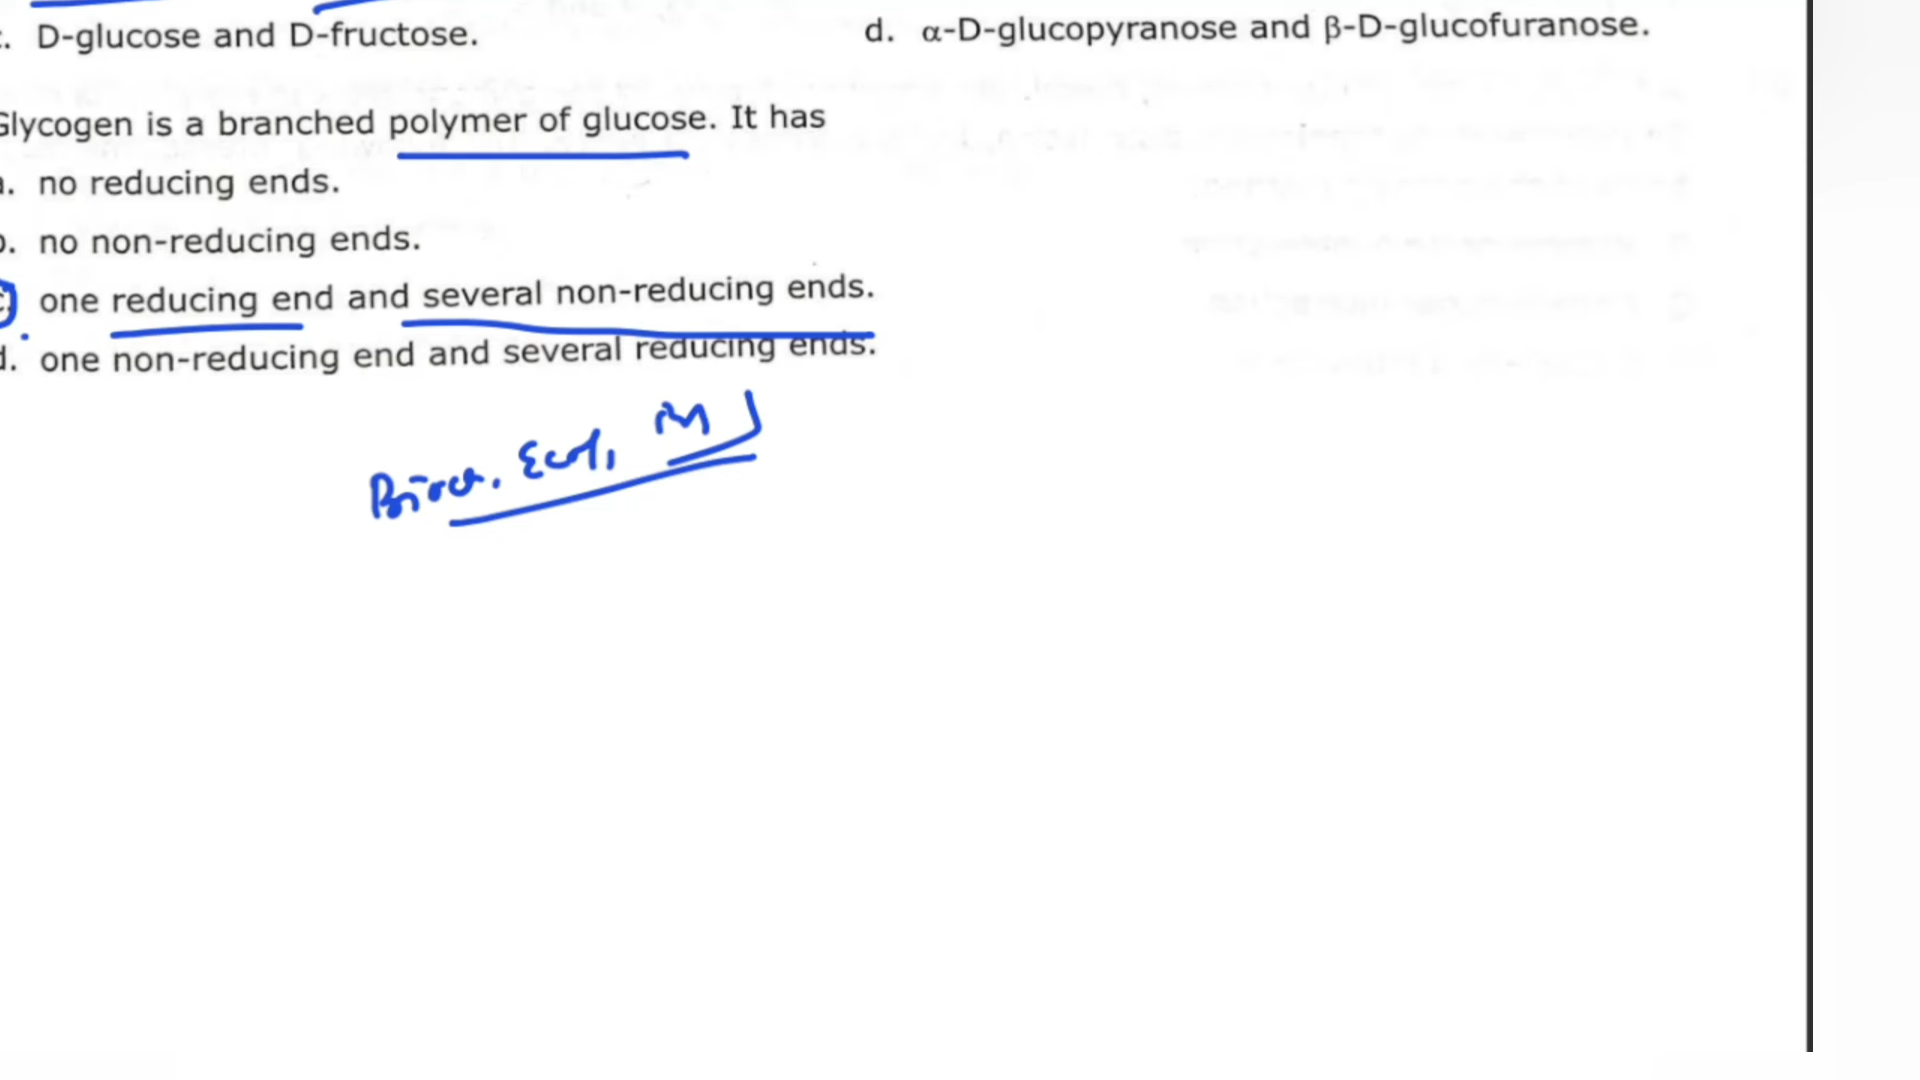 . D-glucose and D-fructose.
d. α-D-glucopyranose and β-D-glucofuranose.
Glycogen is a branched polymer of glucose. It has
a. no reducing ends.
b. no non-reducing ends.
c. one reducing end and several non-reducing ends.
d. one non-reducing end and several reducing ends.